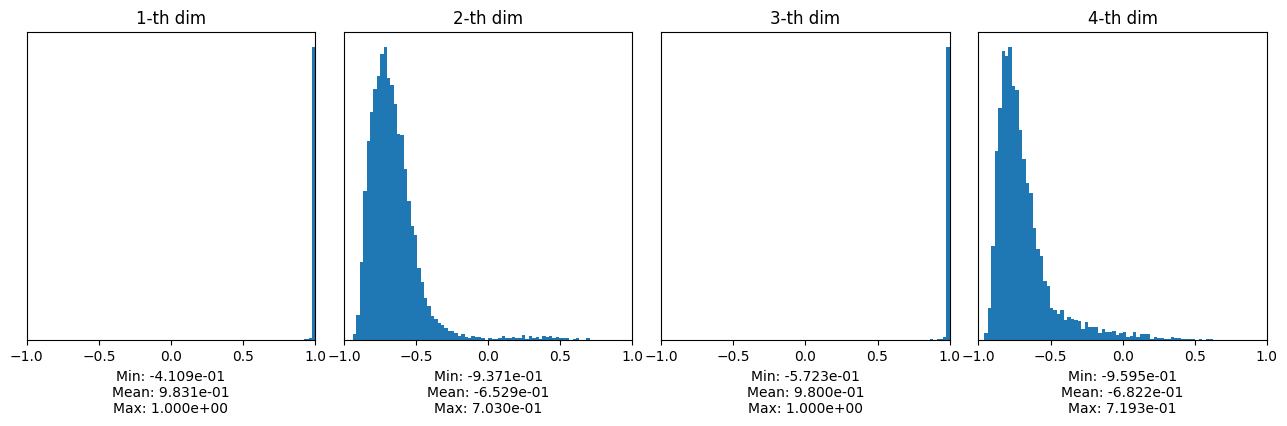 1-th dim
2-th dim
3-th dim
4-th dim
−1.0 −0.5 0.0 0.5 1.0
−1.0 −0.5 0.0 0.5 1.0
−1.0 −0.5 0.0 0.5 1.0
−1.0 −0.5 0.0 0.5 1.0
Min: -4.109e-01
Mean: 9.831e-01
Max: 1.000e+00
Min: -9.371e-01
Mean: -6.529e-01
Max: 7.030e-01
Min: -5.723e-01
Mean: 9.800e-01
Max: 1.000e+00
Min: -9.595e-01
Mean: -6.822e-01
Max: 7.193e-01